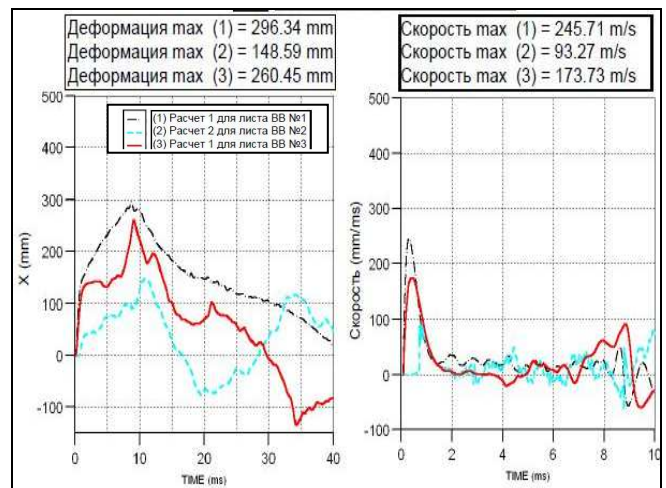 Деформация max (1) = 296.34 mm
Деформация max (2) = 148.59 mm
Деформация max (3) = 260.45 mm
500
400
300
200
100
0
-100
X (mm)
(1) Расчет 1 для листа ВВ №1
(2) Расчет 2 для листа ВВ №2
(3) Расчет 1 для листа ВВ №3
0 10 20 30 40
TIME (ms)
Скорость max (1) = 245.71 m/s
Скорость max (2) = 93.27 m/s
Скорость max (3) = 173.73 m/s
500
400
300
200
100
0
-100
Скорость (mm/ms)
0 2 4 6 8 10
TIME (ms)